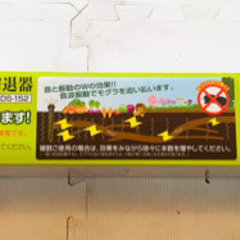 退器
DS-152
ます!
音と振動のWの効果!!
音波振動でモグラを追い払います。
複数ご使用の場合は、効果をみながら徐々に本数を増やしてください。